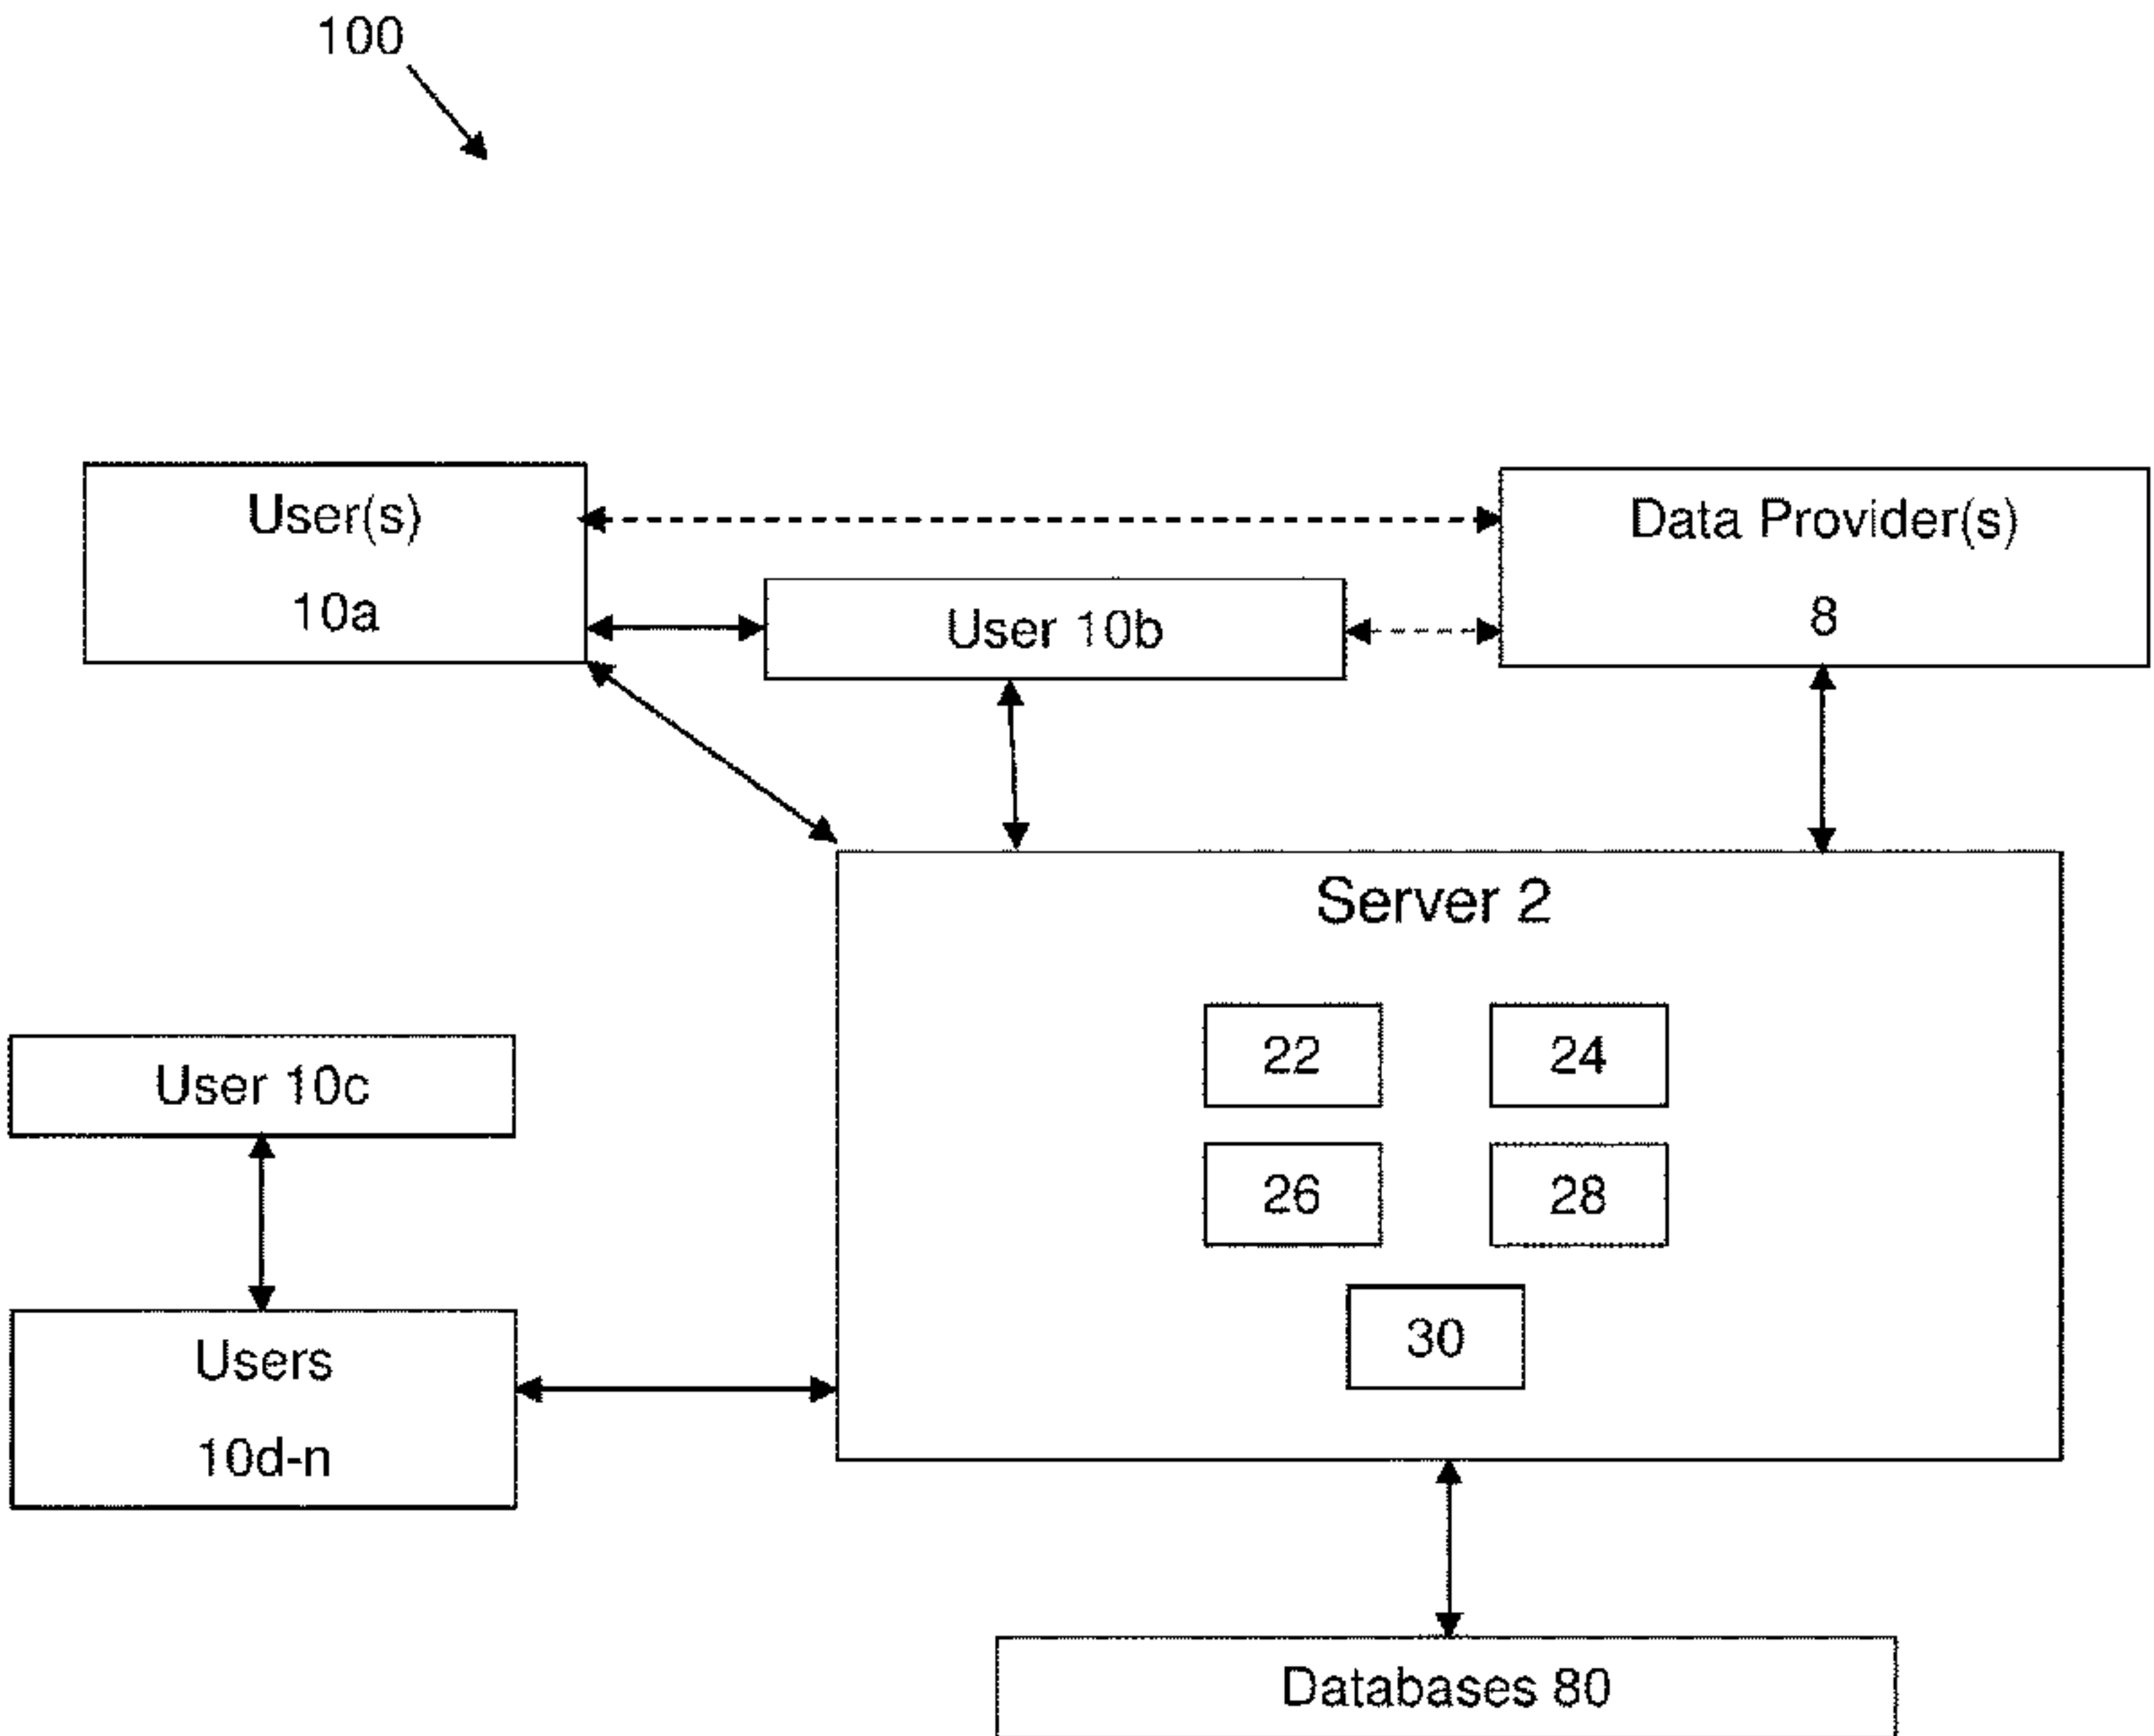 100
User(s)
10a
Data Provider(s)
8
User 10b
Server 2
22
24
User 10c
26
28
30
Users
10d-n
Databases 80